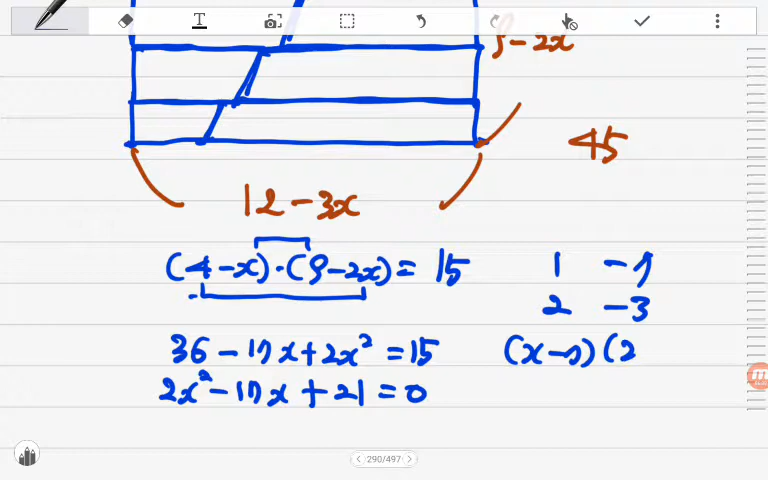 9-2x
45
12-3x
(4-x)·(9-2x)=15
1 -7
2 -3
36-17x+2x²=15
(x-7)(2
2x²-17x+21=0
290/497